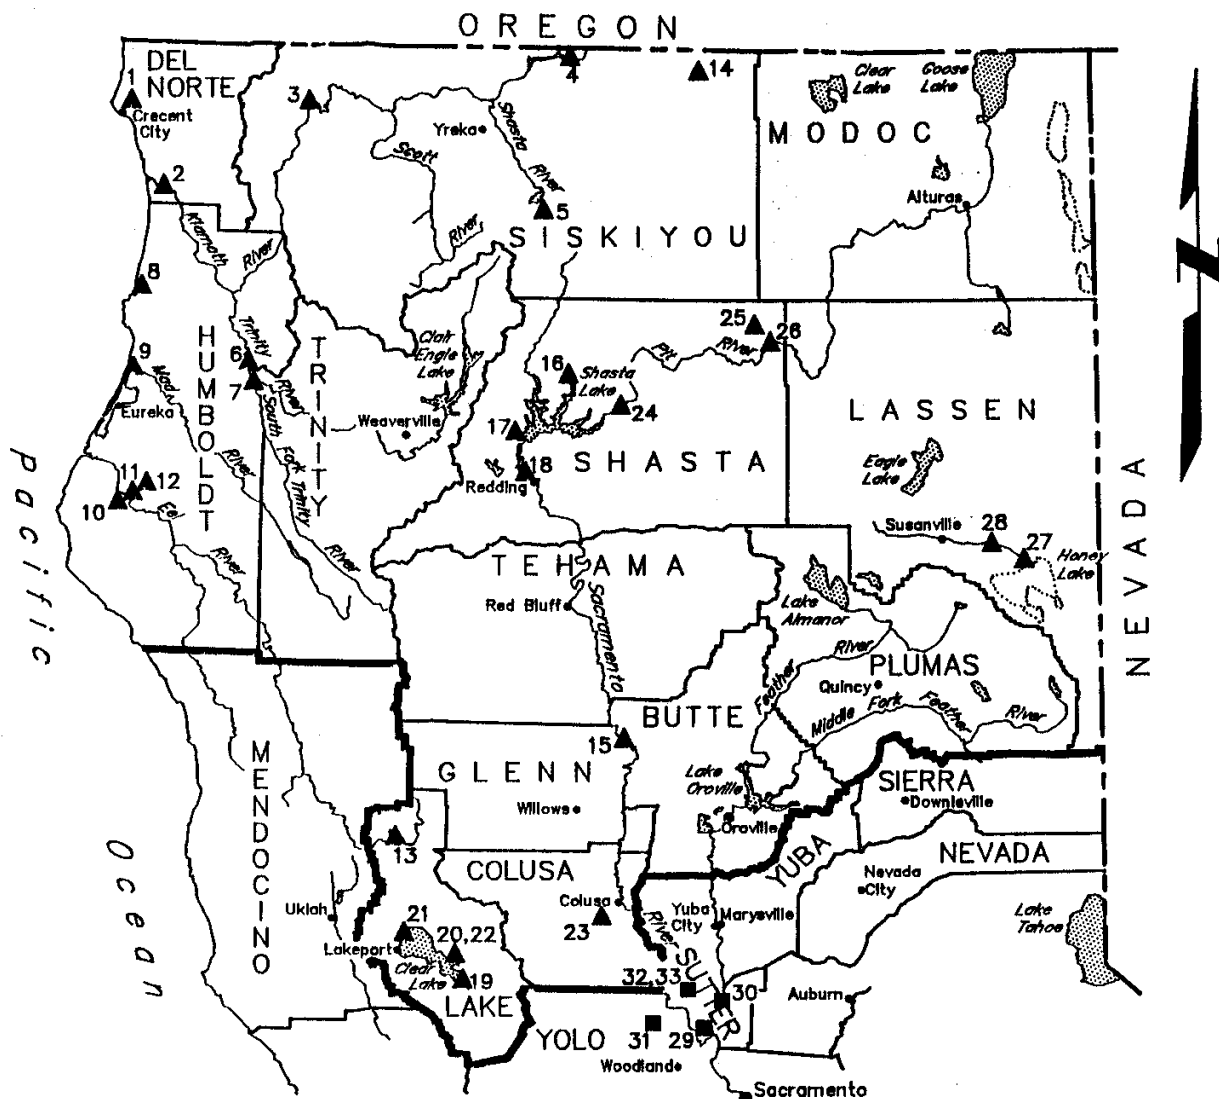 OREGON
DEL
NORTE
1
Crecent
City
2
3
4
14
Clear
Lake
Goose
Lake
MODOC
Yreka
Shasta
River
Scott
River
5
SISKIYOU
Alturas
Klamath
River
8
HUMBOLDT
TRINITY
Trinity
River
6
7
9
Mad
River
Eureka
South Fork Trinity
River
Clair
Engle
Lake
Weaverville
16
Shasta
Lake
Pit
River
25
26
24
17
18
Redding
SHASTA
LASSEN
Eagle
Lake
Susanville
28
27
Honey
Lake
NEVADA
Pacific
Ocean
10
11
12
Eel
River
TEHAMA
Red Bluff
Sacramento
River
Lake
Almanor
Feather
River
PLUMAS
Quincy
Middle Fork
Feather
River
BUTTE
15
GLENN
Willows
Lake
Oroville
Oroville
SIERRA
Downieville
MENDOCINO
13
COLUSA
Colusa
23
YUBA
NEVADA
Nevada
City
Yuba
City
Marysville
Ukiah
21
20,22
Lakeport
Clear
Lake
19
LAKE
32,33
SUTTER
30
Auburn
Lake
Tahoe
YOLO
31
29
Woodland
Sacramento